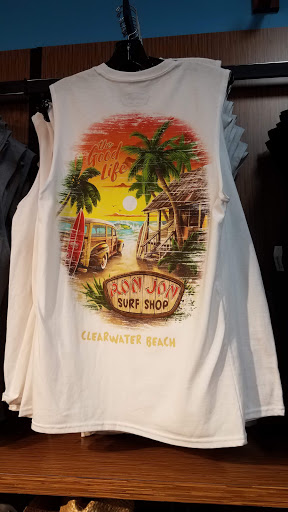 The
Good
Life
RON JON
SURF SHOP
CLEARWATER BEACH